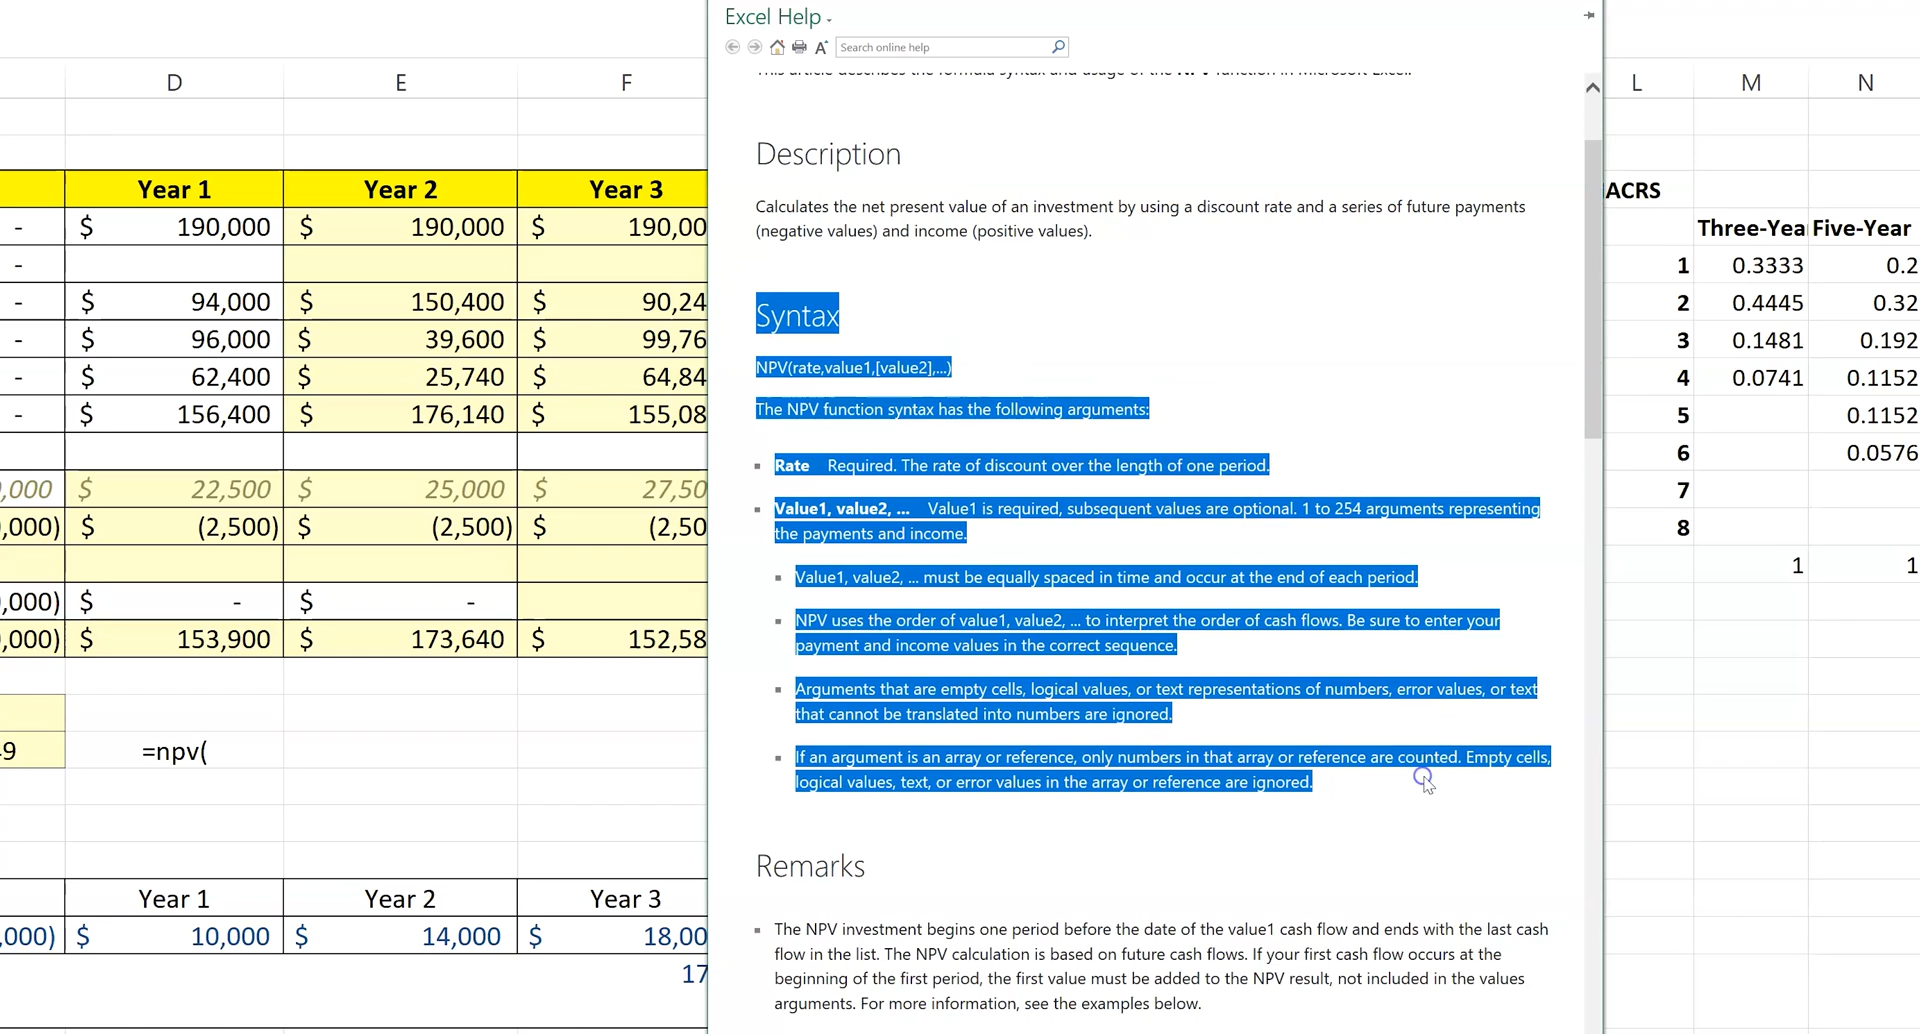 Excel Help
A
Search online help
This article describes the formula syntax and usage of the NPV function in Microsoft Excel.
Description
Calculates the net present value of an investment by using a discount rate and a series of future payments
(negative values) and income (positive values).
Syntax
NPV(rate,value1,[value2],...)
The NPV function syntax has the following arguments:
Rate Required. The rate of discount over the length of one period.
Value1, value2, ... Value1 is required, subsequent values are optional. 1 to 254 arguments representing
the payments and income.
Value1, value2, ... must be equally spaced in time and occur at the end of each period.
NPV uses the order of value1, value2, ... to interpret the order of cash flows. Be sure to enter your
payment and income values in the correct sequence.
Arguments that are empty cells, logical values, or text representations of numbers, error values, or text
that cannot be translated into numbers are ignored.
If an argument is an array or reference, only numbers in that array or reference are counted. Empty cells,
logical values, text, or error values in the array or reference are ignored.
Remarks
The NPV investment begins one period before the date of the value1 cash flow and ends with the last cash
flow in the list. The NPV calculation is based on future cash flows. If your first cash flow occurs at the
beginning of the first period, the first value must be added to the NPV result, not included in the values
arguments. For more information, see the examples below.
D E F
Year 1 Year 2 Year 3
- $ 190,000 $ 190,000 $ 190,00
-
- $ 94,000 $ 150,400 $ 90,24
- $ 96,000 $ 39,600 $ 99,76
- $ 62,400 $ 25,740 $ 64,84
- $ 156,400 $ 176,140 $ 155,08
,000 $ 22,500 $ 25,000 $ 27,50
,000) $ (2,500) $ (2,500) $ (2,50
,000) $ - $ -
,000) $ 153,900 $ 173,640 $ 152,58
9 =npv(
Year 1 Year 2 Year 3
,000) $ 10,000 $ 14,000 $ 18,00
17
L M N
ACRS
Three-Yea Five-Year
1 0.3333 0.2
2 0.4445 0.32
3 0.1481 0.192
4 0.0741 0.1152
5 0.1152
6 0.0576
7
8
1 1